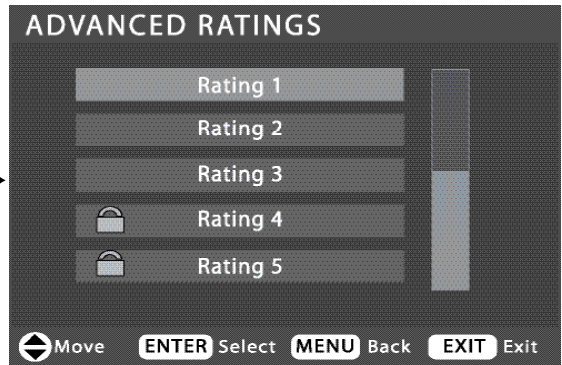 ADVANCED RATINGS
Rating 1
Rating 2
Rating 3
Rating 4
Rating 5
Move ENTER Select MENU Back EXIT Exit